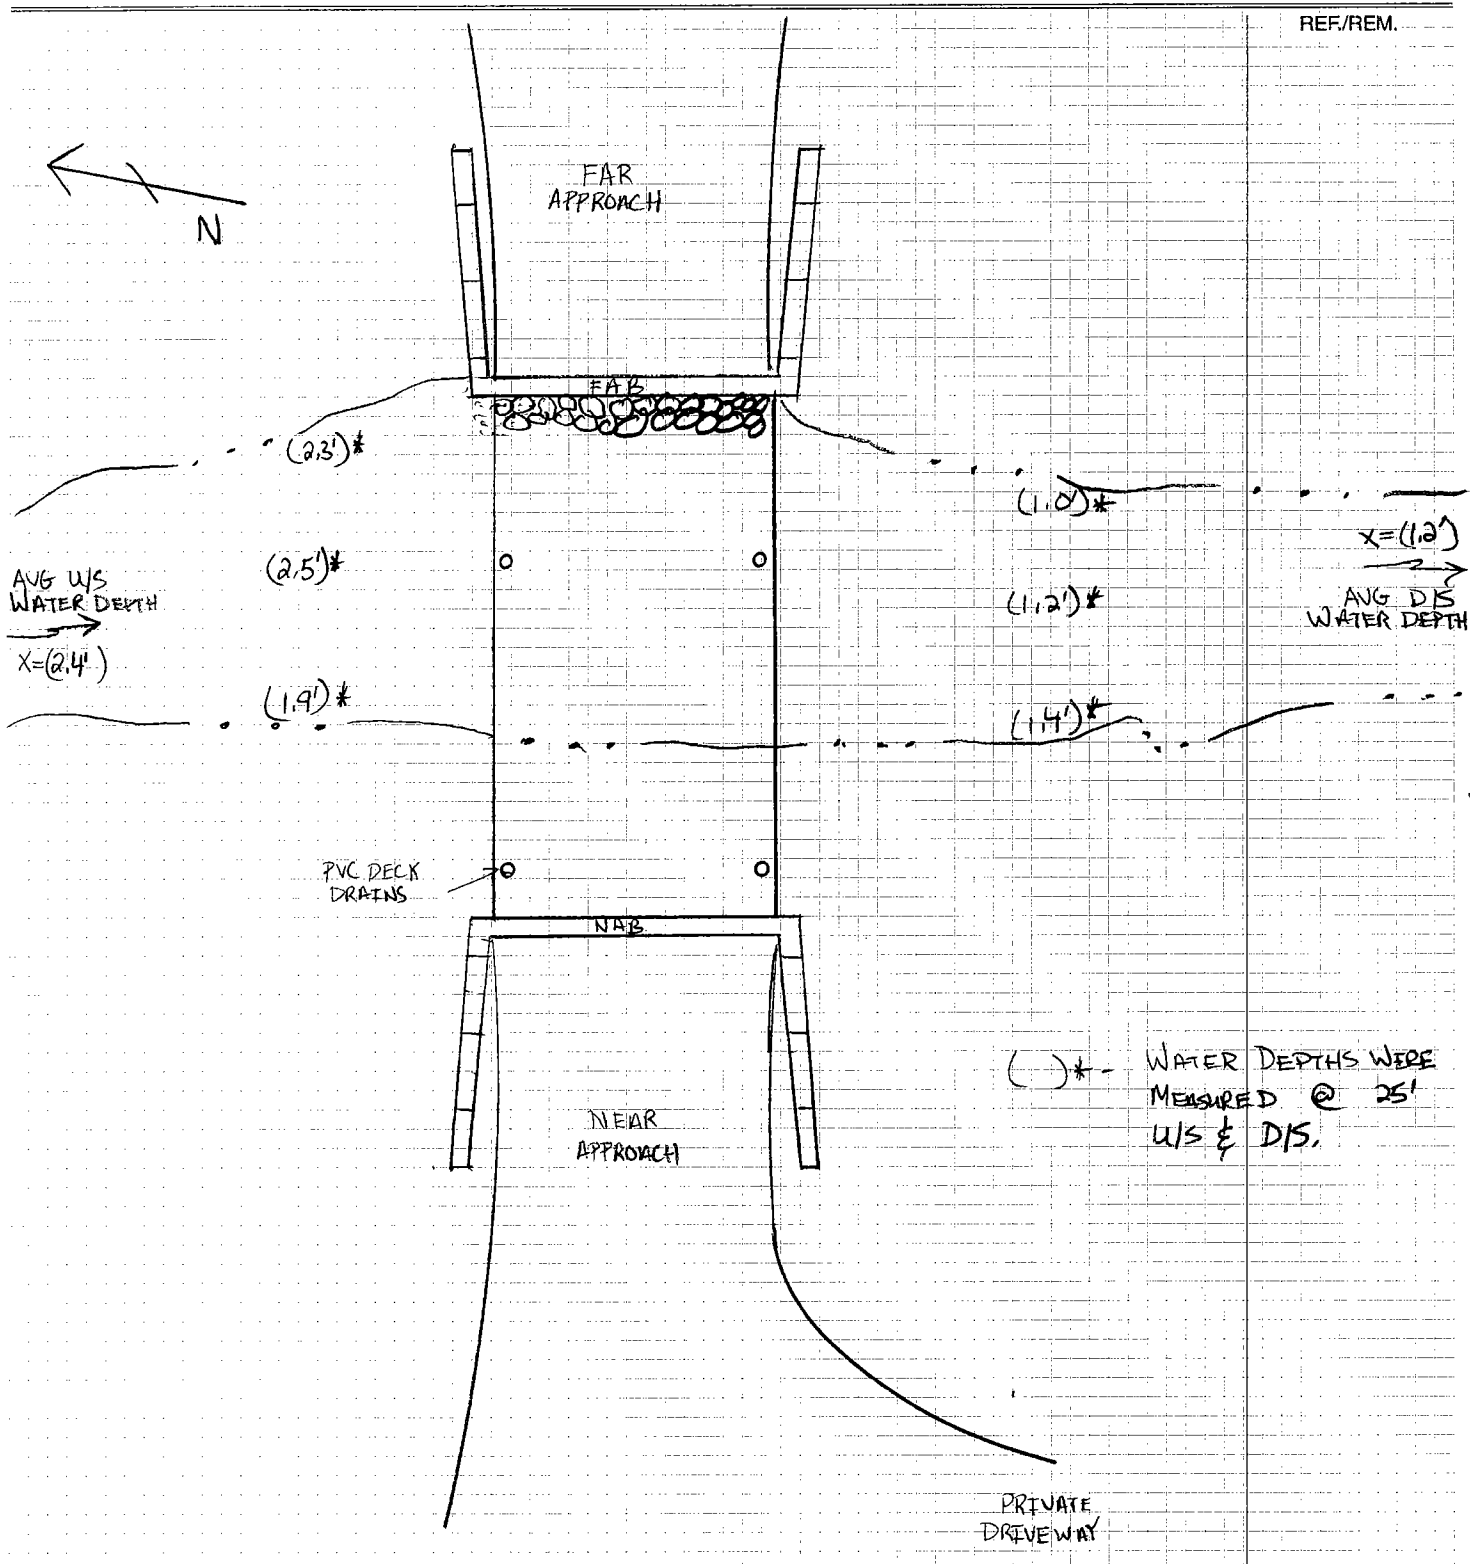 REF./REM.
N
FAR
APPROACH
FAB
(2.3')*
(1.0')*
x=(1.2')
(2.5')*
AVG U/S
WATER DEPTH
X=(2.4')
(1.2')*
AVG D/S
WATER DEPTH
(1.9')*
(1.4')*
PVC DECK
DRAINS
NAB
( )* - WATER DEPTHS WERE
MEASURED @ 25'
U/S & D/S.
NEAR
APPROACH
PRIVATE
DRIVEWAY